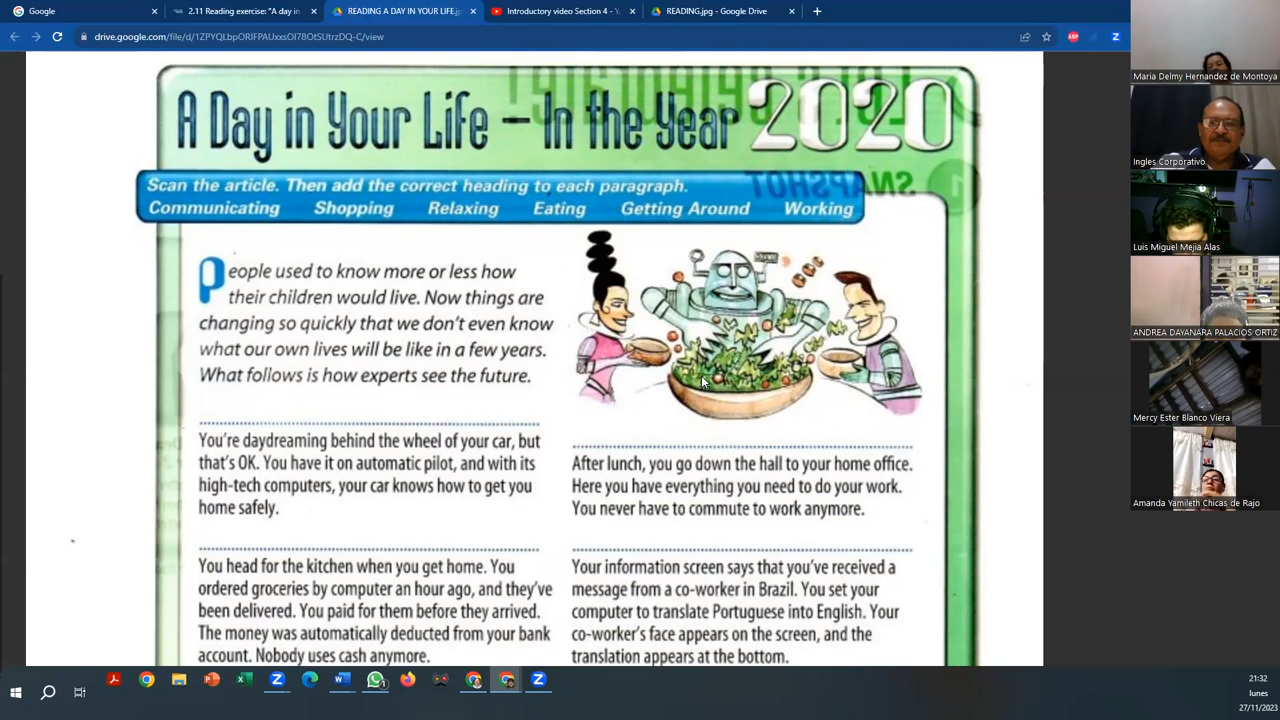 Google
2.11 Reading exercise: "A day in
READING A DAY IN YOUR LIFE.jp
Introductory video Section 4 - Yo
READING.jpg - Google Drive
A Day in Your Life – In the Year 2020
Scan the article. Then add the correct heading to each paragraph.
Communicating Shopping Relaxing Eating Getting Around Working
SNAPSHOT
1
People used to know more or less how
their children would live. Now things are
changing so quickly that we don't even know
what our own lives will be like in a few years.
What follows is how experts see the future.
You're daydreaming behind the wheel of your car, but
that's OK. You have it on automatic pilot, and with its
high-tech computers, your car knows how to get you
home safely.
You head for the kitchen when you get home. You
ordered groceries by computer an hour ago, and they've
been delivered. You paid for them before they arrived.
The money was automatically deducted from your bank
account. Nobody uses cash anymore.
After lunch, you go down the hall to your home office.
Here you have everything you need to do your work.
You never have to commute to work anymore.
Your information screen says that you've received a
message from a co-worker in Brazil. You set your
computer to translate Portuguese into English. Your
co-worker's face appears on the screen, and the
translation appears at the bottom.
Maria Delmy Hernandez de Montoya
Ingles Corporativo
Luis Miguel Mejia Alas
ANDREA DAYANARA PALACIOS ORTIZ
Mercy Ester Blanco Viera
Amanda Yamileth Chicas de Rajo
21:32
lunes
27/11/2023